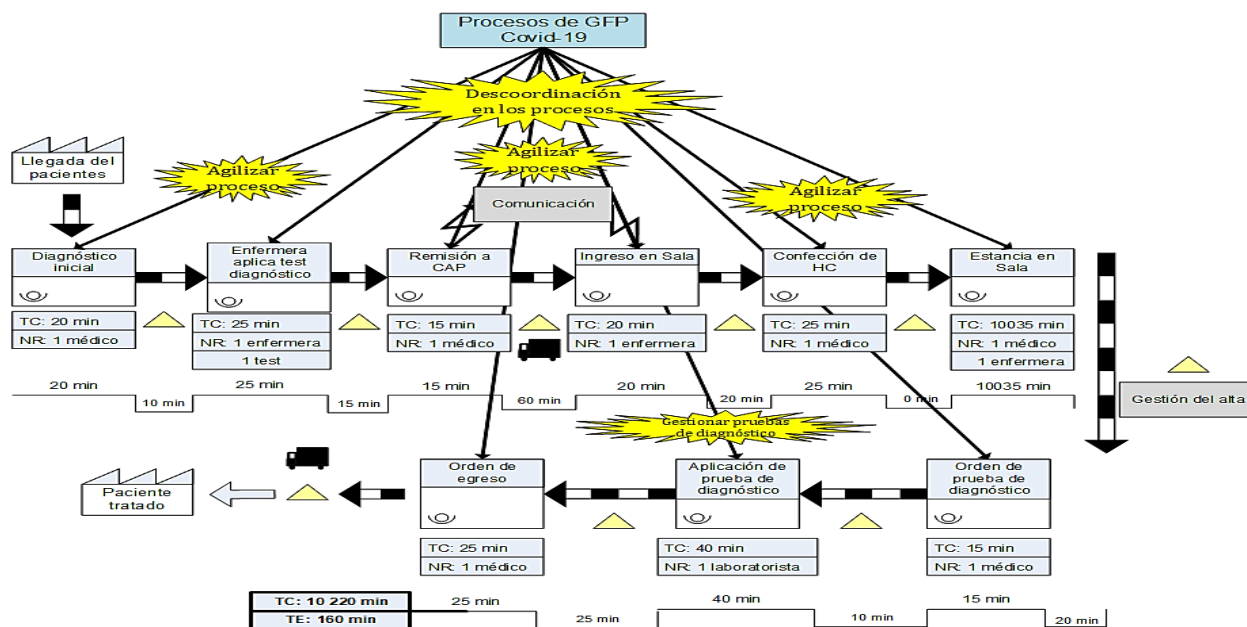 Procesos de GFP
Covid-19
Descoordinación
en los procesos
Llegada del
pacientes
Agilizar
proceso
Agilizar
proceso
Agilizar
proceso
Comunicación
Diagnóstico
inicial
TC: 20 min
NR: 1 médico
Enfermera
aplica test
diagnóstico
TC: 25 min
NR: 1 enfermera
1 test
Remisión a
CAP
TC: 15 min
NR: 1 médico
Ingreso en Sala
TC: 20 min
NR: 1 enfermera
Confección de
HC
TC: 25 min
NR: 1 médico
Estancia en
Sala
TC: 10035 min
NR: 1 médico
1 enfermera
20 min
10 min
25 min
15 min
15 min
60 min
20 min
20 min
25 min
0 min
10035 min
Gestión del alta
Gestionar pruebas
de diagnóstico
Paciente
tratado
Orden de
egreso
TC: 25 min
NR: 1 médico
Aplicación de
prueba de
diagnóstico
TC: 40 min
NR: 1 laboratorista
Orden de
prueba de
diagnóstico
TC: 15 min
NR: 1 médico
TC: 10 220 min
TE: 160 min
25 min
25 min
40 min
10 min
15 min
20 min